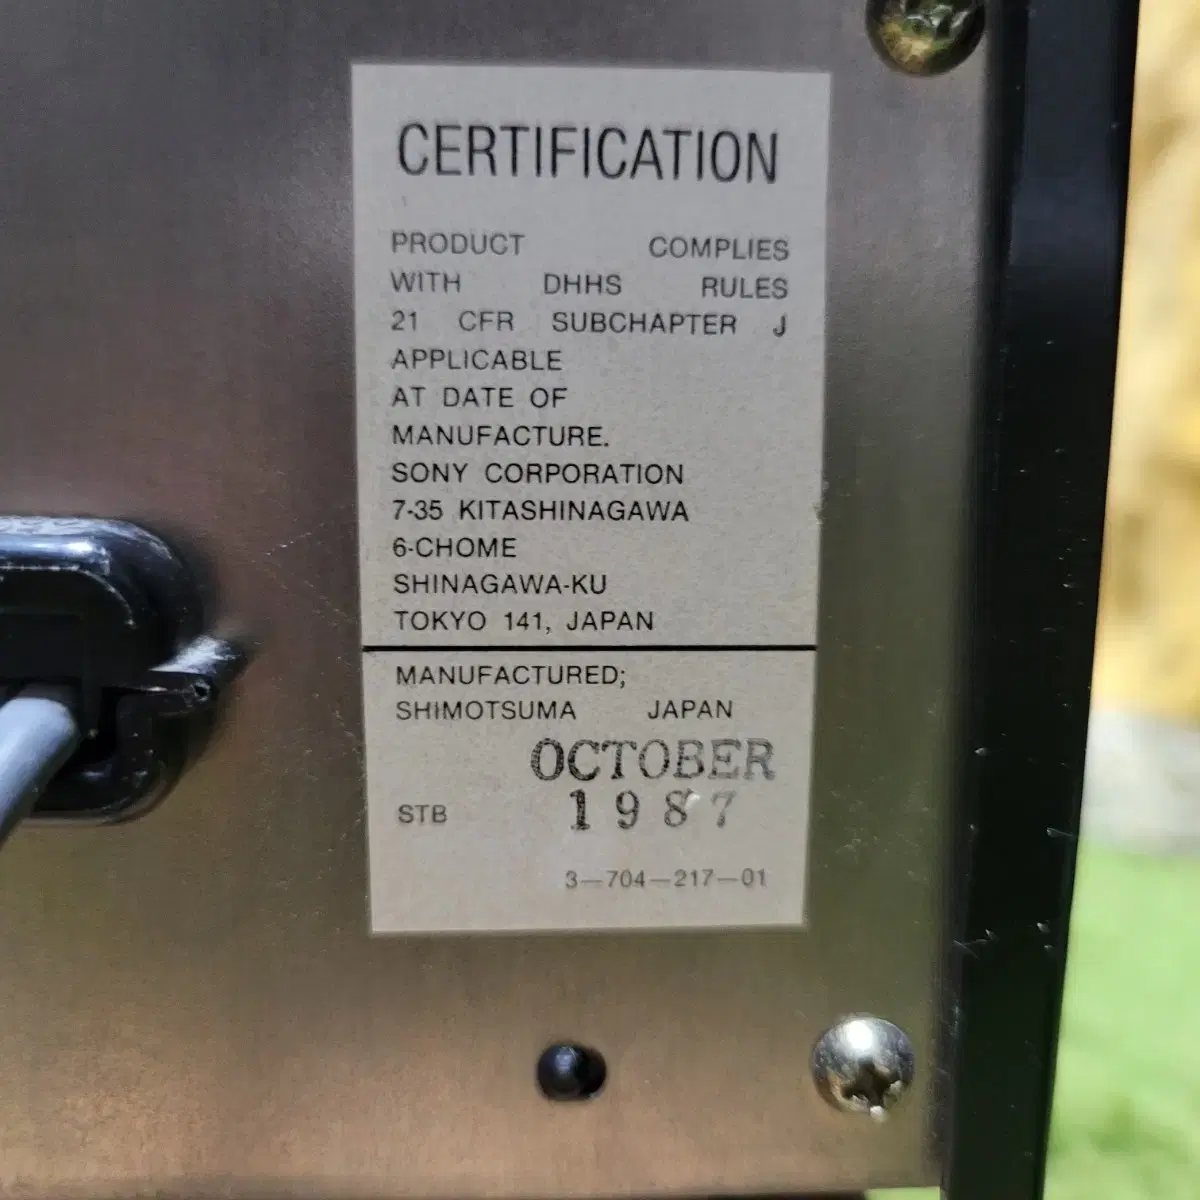 CERTIFICATION
PRODUCT COMPLIES
WITH DHHS RULES
21 CFR SUBCHAPTER J
APPLICABLE
AT DATE OF
MANUFACTURE.
SONY CORPORATION
7-35 KITASHINAGAWA
6-CHOME
SHINAGAWA-KU
TOKYO 141, JAPAN
MANUFACTURED;
SHIMOTSUMA JAPAN
OCTOBER
STB 1987
3-704-217-01